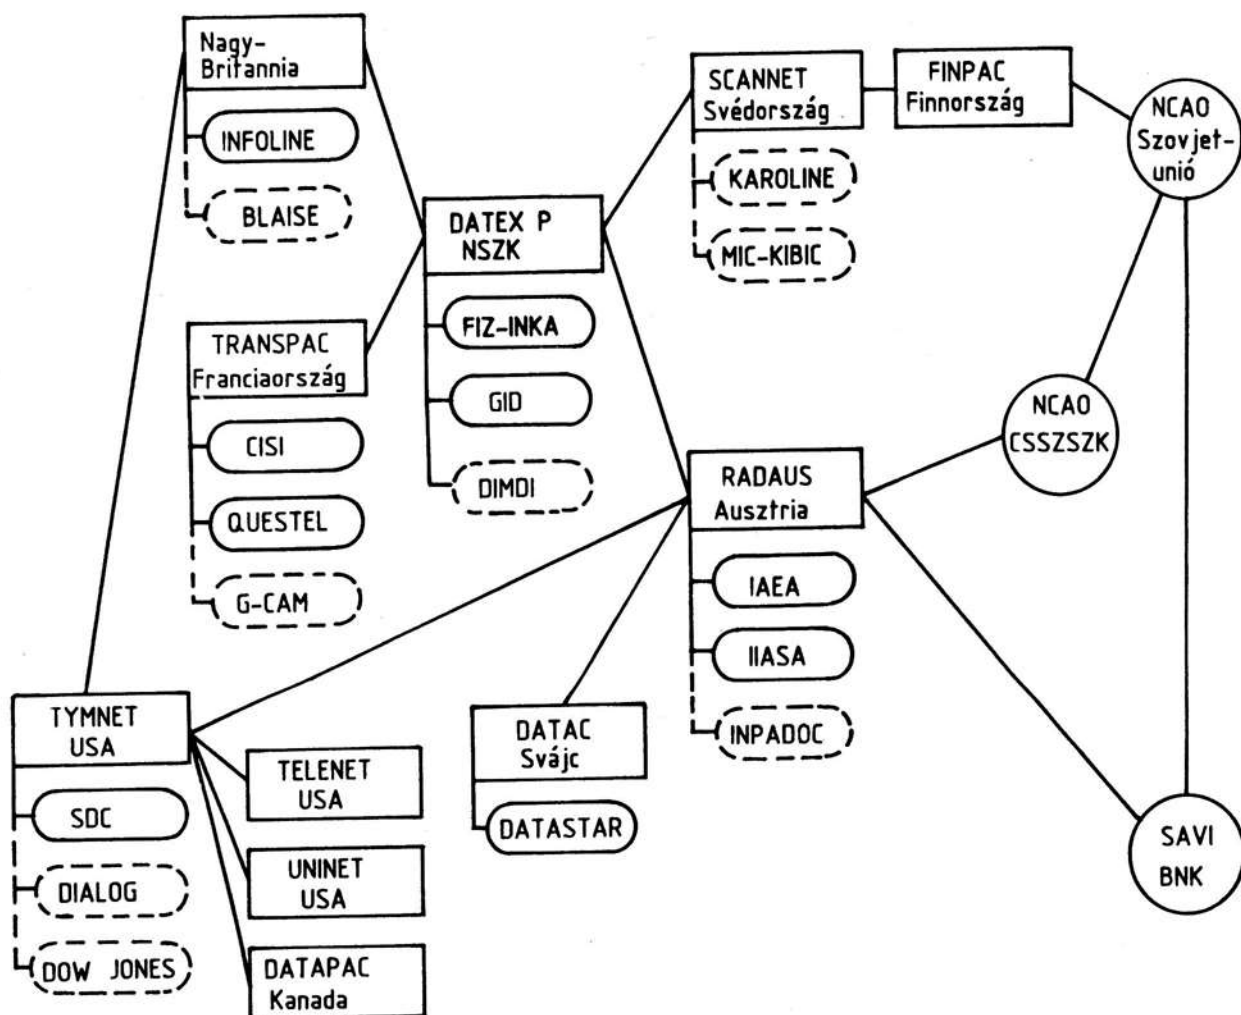 Nagy-
Britannia
INFOLINE
BLAISE
TRANSPAC
Franciaország
CISI
QUESTEL
G-CAM
DATEX P
NSZK
FIZ-INKA
GID
DIMDI
SCANNET
Svédország
KAROLINE
MIC-KIBIC
FINPAC
Finnország
NCAO
Szovjet-
unió
NCAO
CSSZSZK
RADAUS
Ausztria
IAEA
IIASA
INPADOC
TYMNET
USA
SDC
DIALOG
DOW JONES
TELENET
USA
UNINET
USA
DATAPAC
Kanada
DATAC
Svájc
DATASTAR
SAVI
BNK